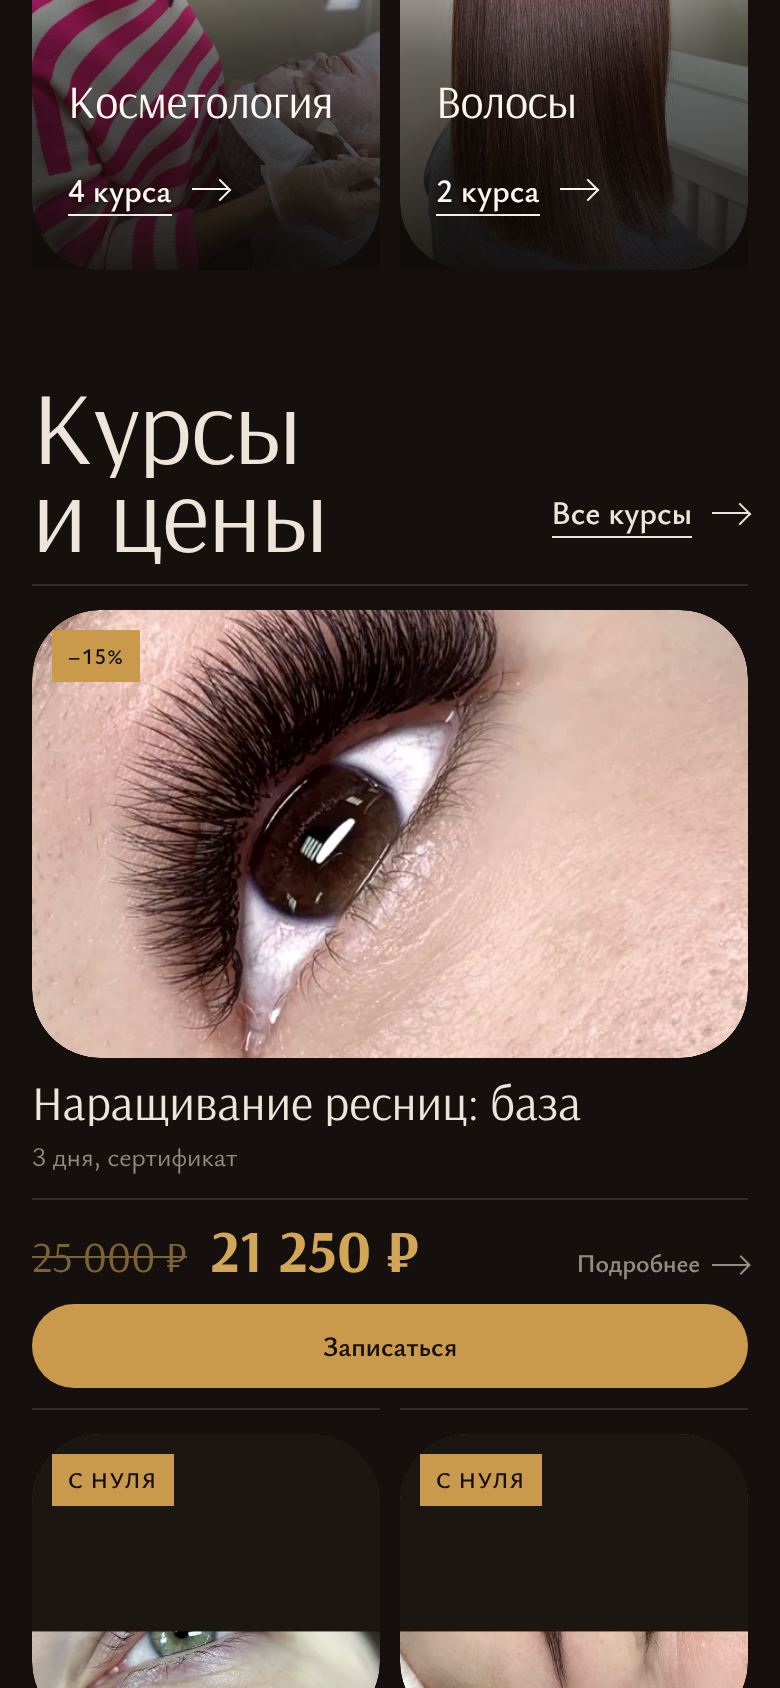 Косметология
4 курса
Волосы
2 курса
Курсы
и цены
Все курсы
−15%
Наращивание ресниц: база
3 дня, сертификат
25 000 ₽ 21 250 ₽
Подробнее
Записаться
С НУЛЯ
С НУЛЯ